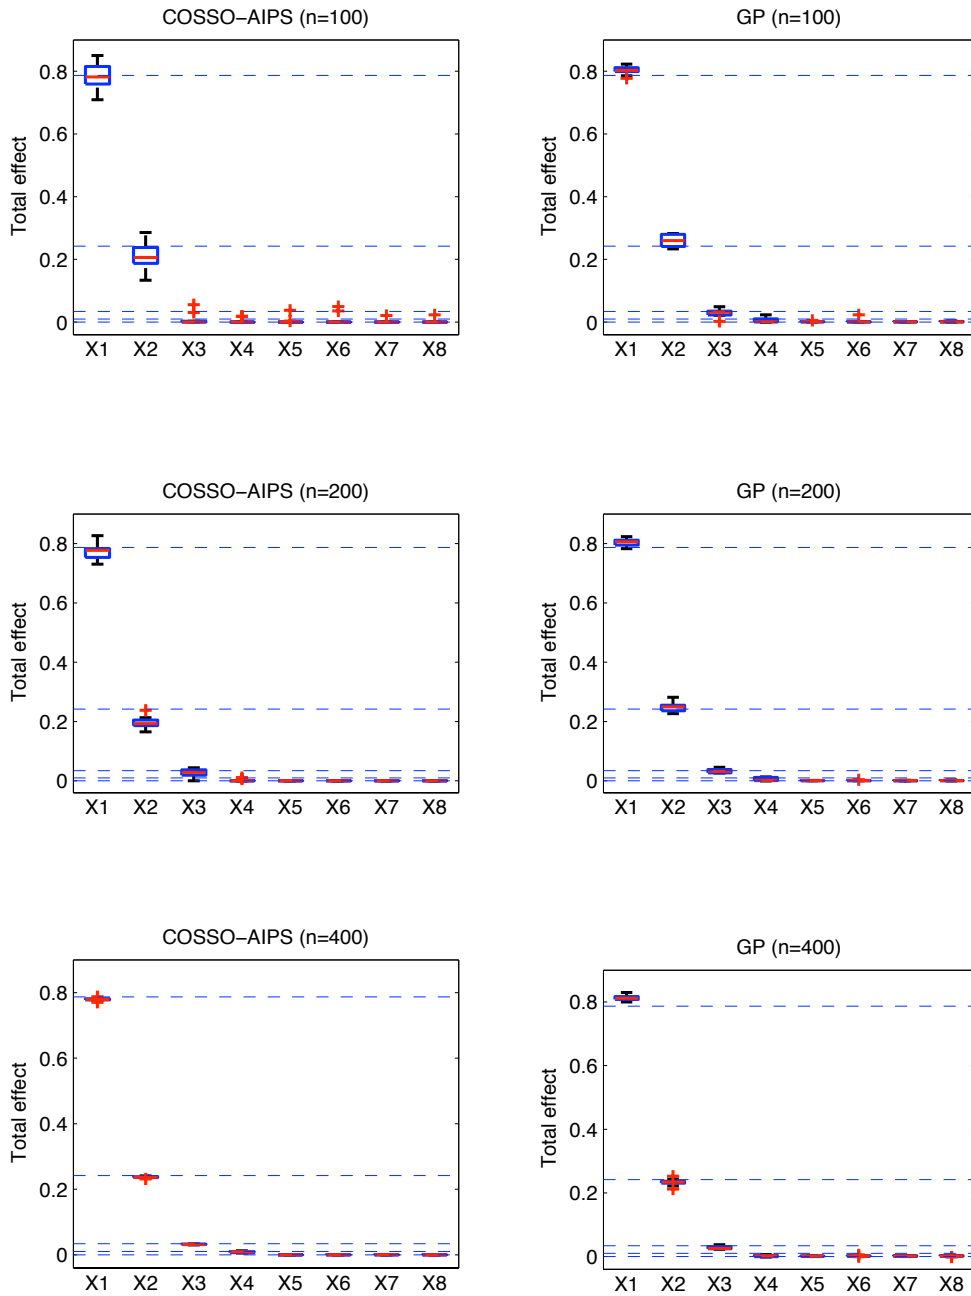 COSSO-AIPS (n=100)
Total effect
0.8
0.6
0.4
0.2
0
X1 X2 X3 X4 X5 X6 X7 X8
GP (n=100)
Total effect
0.8
0.6
0.4
0.2
0
X1 X2 X3 X4 X5 X6 X7 X8
COSSO-AIPS (n=200)
Total effect
0.8
0.6
0.4
0.2
0
X1 X2 X3 X4 X5 X6 X7 X8
GP (n=200)
Total effect
0.8
0.6
0.4
0.2
0
X1 X2 X3 X4 X5 X6 X7 X8
COSSO-AIPS (n=400)
Total effect
0.8
0.6
0.4
0.2
0
X1 X2 X3 X4 X5 X6 X7 X8
GP (n=400)
Total effect
0.8
0.6
0.4
0.2
0
X1 X2 X3 X4 X5 X6 X7 X8